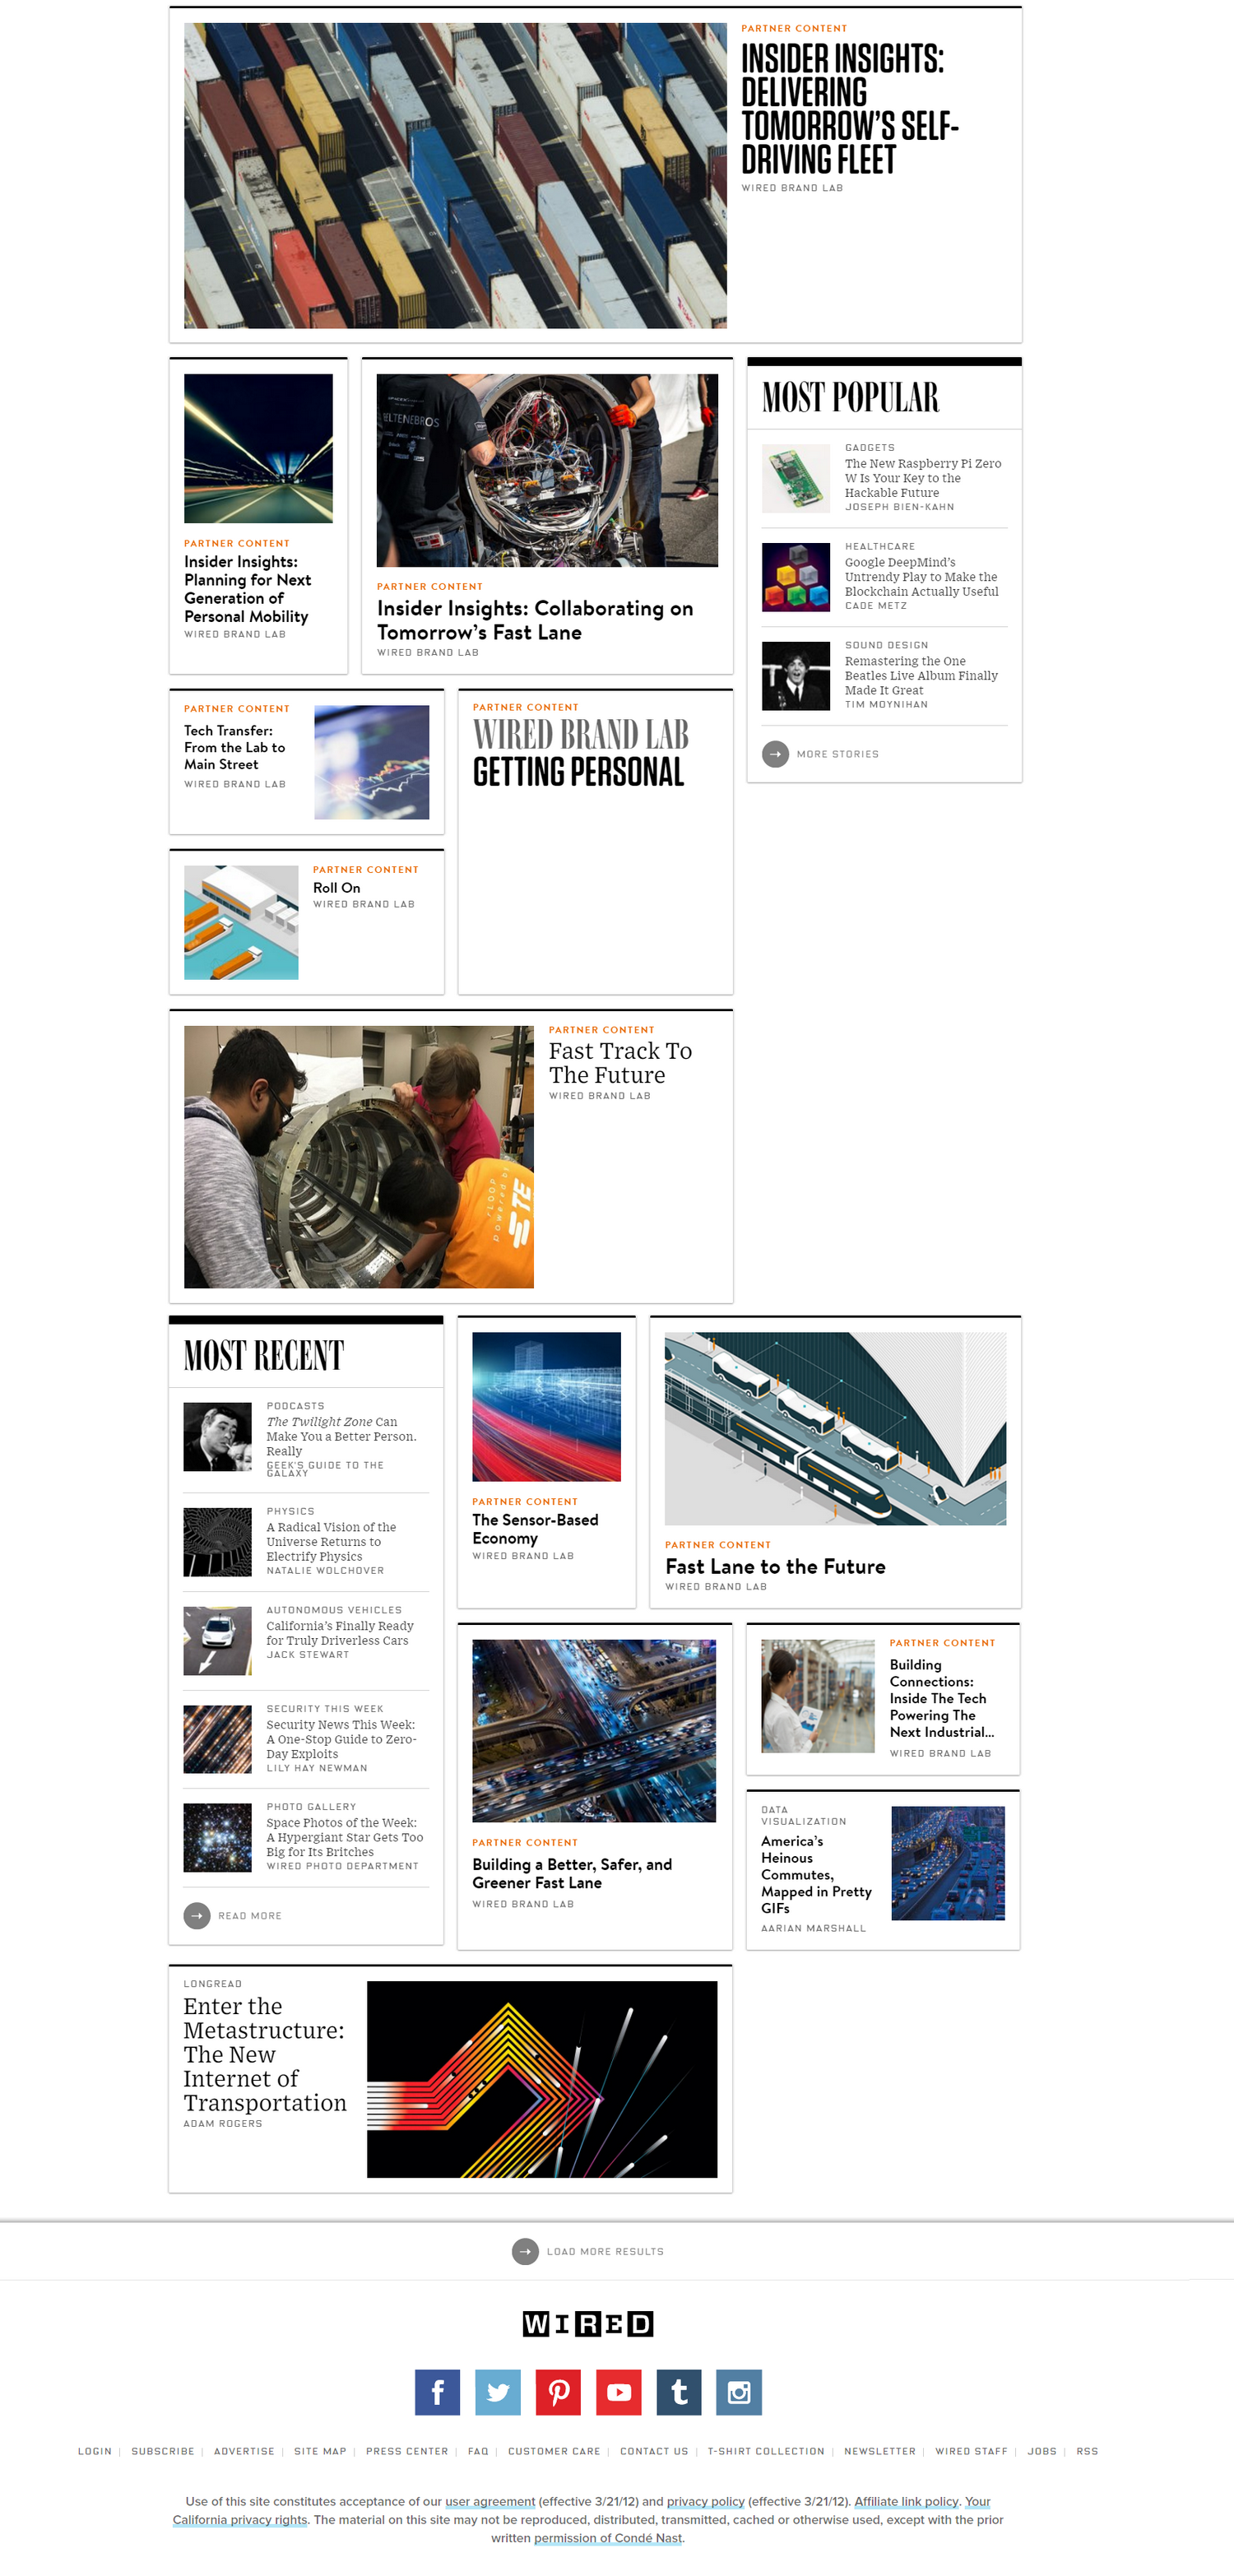 PARTNER CONTENT
INSIDER INSIGHTS:
DELIVERING
TOMORROW'S SELF-
DRIVING FLEET
WIRED BRAND LAB
PARTNER CONTENT
Insider Insights:
Planning for Next
Generation of
Personal Mobility
WIRED BRAND LAB
ELTENEBROS
PARTNER CONTENT
Insider Insights: Collaborating on
Tomorrow's Fast Lane
WIRED BRAND LAB
MOST POPULAR
GADGETS
The New Raspberry Pi Zero
W Is Your Key to the
Hackable Future
JOSEPH BIEN-KAHN
HEALTHCARE
Google DeepMind's
Untrendy Play to Make the
Blockchain Actually Useful
CADE METZ
SOUND DESIGN
Remastering the One
Beatles Live Album Finally
Made It Great
TIM MOYNIHAN
MORE STORIES
PARTNER CONTENT
Tech Transfer:
From the Lab to
Main Street
WIRED BRAND LAB
PARTNER CONTENT
WIRED BRAND LAB
GETTING PERSONAL
PARTNER CONTENT
Roll On
WIRED BRAND LAB
rLOOP
powered by
TE
PARTNER CONTENT
Fast Track To
The Future
WIRED BRAND LAB
MOST RECENT
PODCASTS
The Twilight Zone Can
Make You a Better Person.
Really
GEEK'S GUIDE TO THE
GALAXY
PHYSICS
A Radical Vision of the
Universe Returns to
Electrify Physics
NATALIE WOLCHOVER
AUTONOMOUS VEHICLES
California's Finally Ready
for Truly Driverless Cars
JACK STEWART
SECURITY THIS WEEK
Security News This Week:
A One-Stop Guide to Zero-
Day Exploits
LILY HAY NEWMAN
PHOTO GALLERY
Space Photos of the Week:
A Hypergiant Star Gets Too
Big for Its Britches
WIRED PHOTO DEPARTMENT
READ MORE
PARTNER CONTENT
The Sensor-Based
Economy
WIRED BRAND LAB
PARTNER CONTENT
Fast Lane to the Future
WIRED BRAND LAB
PARTNER CONTENT
Building a Better, Safer, and
Greener Fast Lane
WIRED BRAND LAB
PARTNER CONTENT
Building
Connections:
Inside The Tech
Powering The
Next Industrial...
WIRED BRAND LAB
DATA
VISUALIZATION
America's
Heinous
Commutes,
Mapped in Pretty
GIFs
AARIAN MARSHALL
LONGREAD
Enter the
Metastructure:
The New
Internet of
Transportation
ADAM ROGERS
LOAD MORE RESULTS
WIRED
LOGIN | SUBSCRIBE | ADVERTISE | SITE MAP | PRESS CENTER | FAQ | CUSTOMER CARE | CONTACT US | T-SHIRT COLLECTION | NEWSLETTER | WIRED STAFF | JOBS | RSS
Use of this site constitutes acceptance of our user agreement (effective 3/21/12) and privacy policy (effective 3/21/12). Affiliate link policy. Your
California privacy rights. The material on this site may not be reproduced, distributed, transmitted, cached or otherwise used, except with the prior
written permission of Condé Nast.